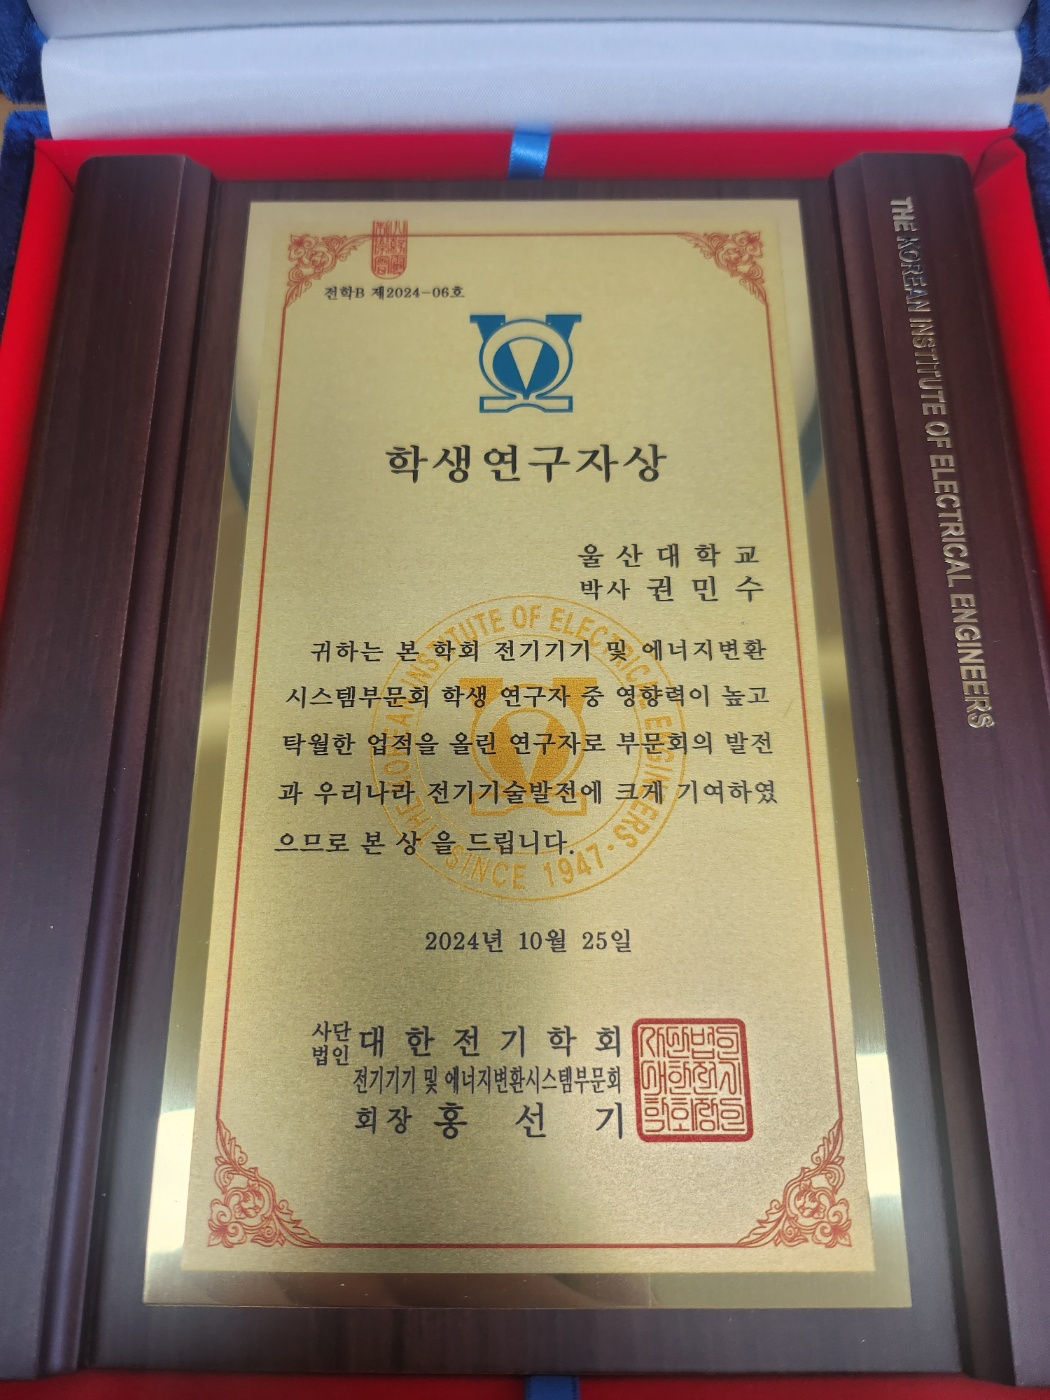 전학B 제2024-06호
학생연구자상
울산대학교
박사 권민수
귀하는 본 학회 전기기기 및 에너지변환
시스템부문회 학생 연구자 중 영향력이 높고
탁월한 업적을 올린 연구자로 부문회의 발전
과 우리나라 전기기술발전에 크게 기여하였
으므로 본 상 을 드립니다.
THE KOREAN INSTITUTE OF ELECTRICAL ENGINEERS
· SINCE 1947 ·
2024년 10월 25일
사단
법인 대한전기학회
전기기기 및 에너지변환시스템부문회
회장 홍선기
THE KOREAN INSTITUTE OF ELECTRICAL ENGINEERS